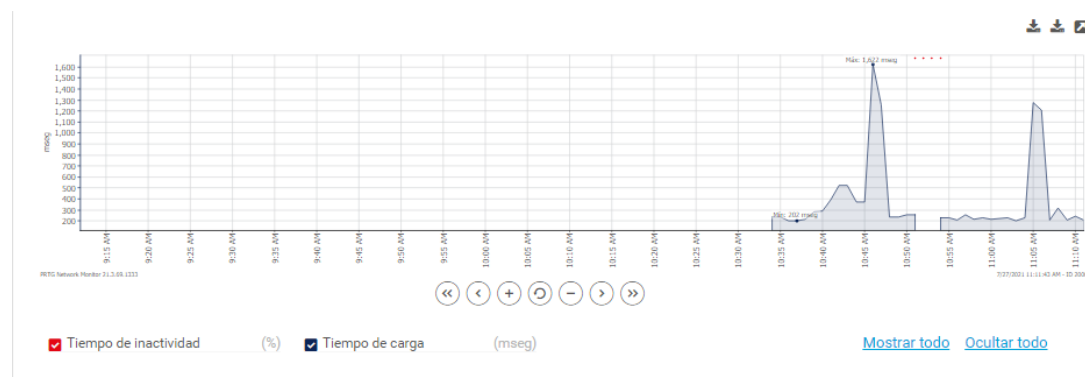 Máx: 1,622 mseg
1,600
1,500
1,400
1,300
1,200
1,100
1,000
900
800
700
600
500
400
300
200
mseg
Mín: 202 mseg
9:15 AM
9:20 AM
9:25 AM
9:30 AM
9:35 AM
9:40 AM
9:45 AM
9:50 AM
9:55 AM
10:00 AM
10:05 AM
10:10 AM
10:15 AM
10:20 AM
10:25 AM
10:30 AM
10:35 AM
10:40 AM
10:45 AM
10:50 AM
10:55 AM
11:00 AM
11:05 AM
11:10 AM
PRTG Network Monitor 21.3.69.1333 7/27/2021 11:11:43 AM - ID
Tiempo de inactividad (%) Tiempo de carga (mseg) Mostrar todo Ocultar todo